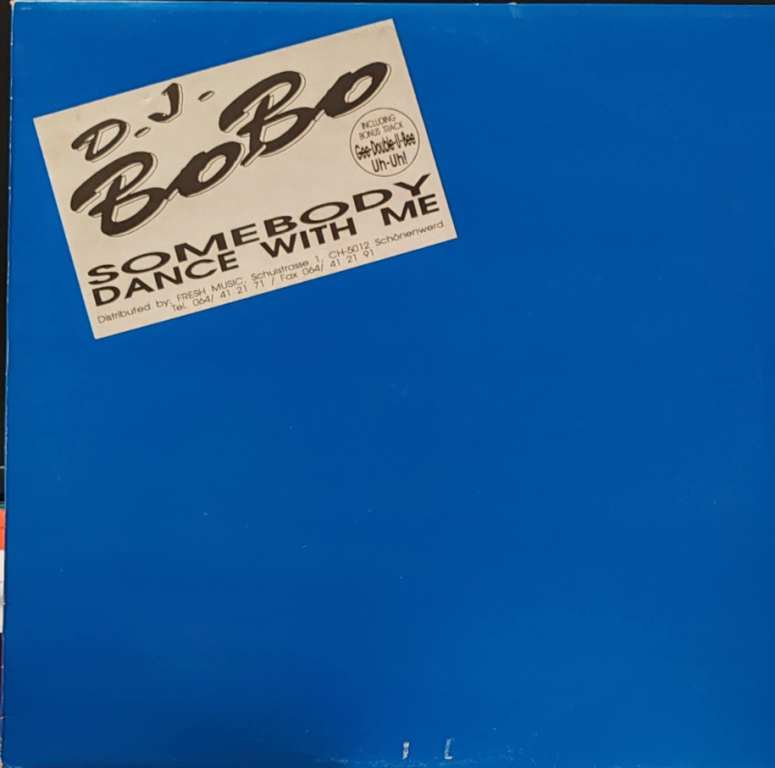 D.J.
BoBo
INCLUDING
BONUS TRACK
Gee-Double-U-Bee
Uh-Uh!
SOMEBODY
DANCE WITH ME
Distributed by: FRESH MUSIC, Schulstrasse 1, CH-5012 Schönenwerd
Tel. 064/ 41 21 71 / Fax 064/ 41 21 91